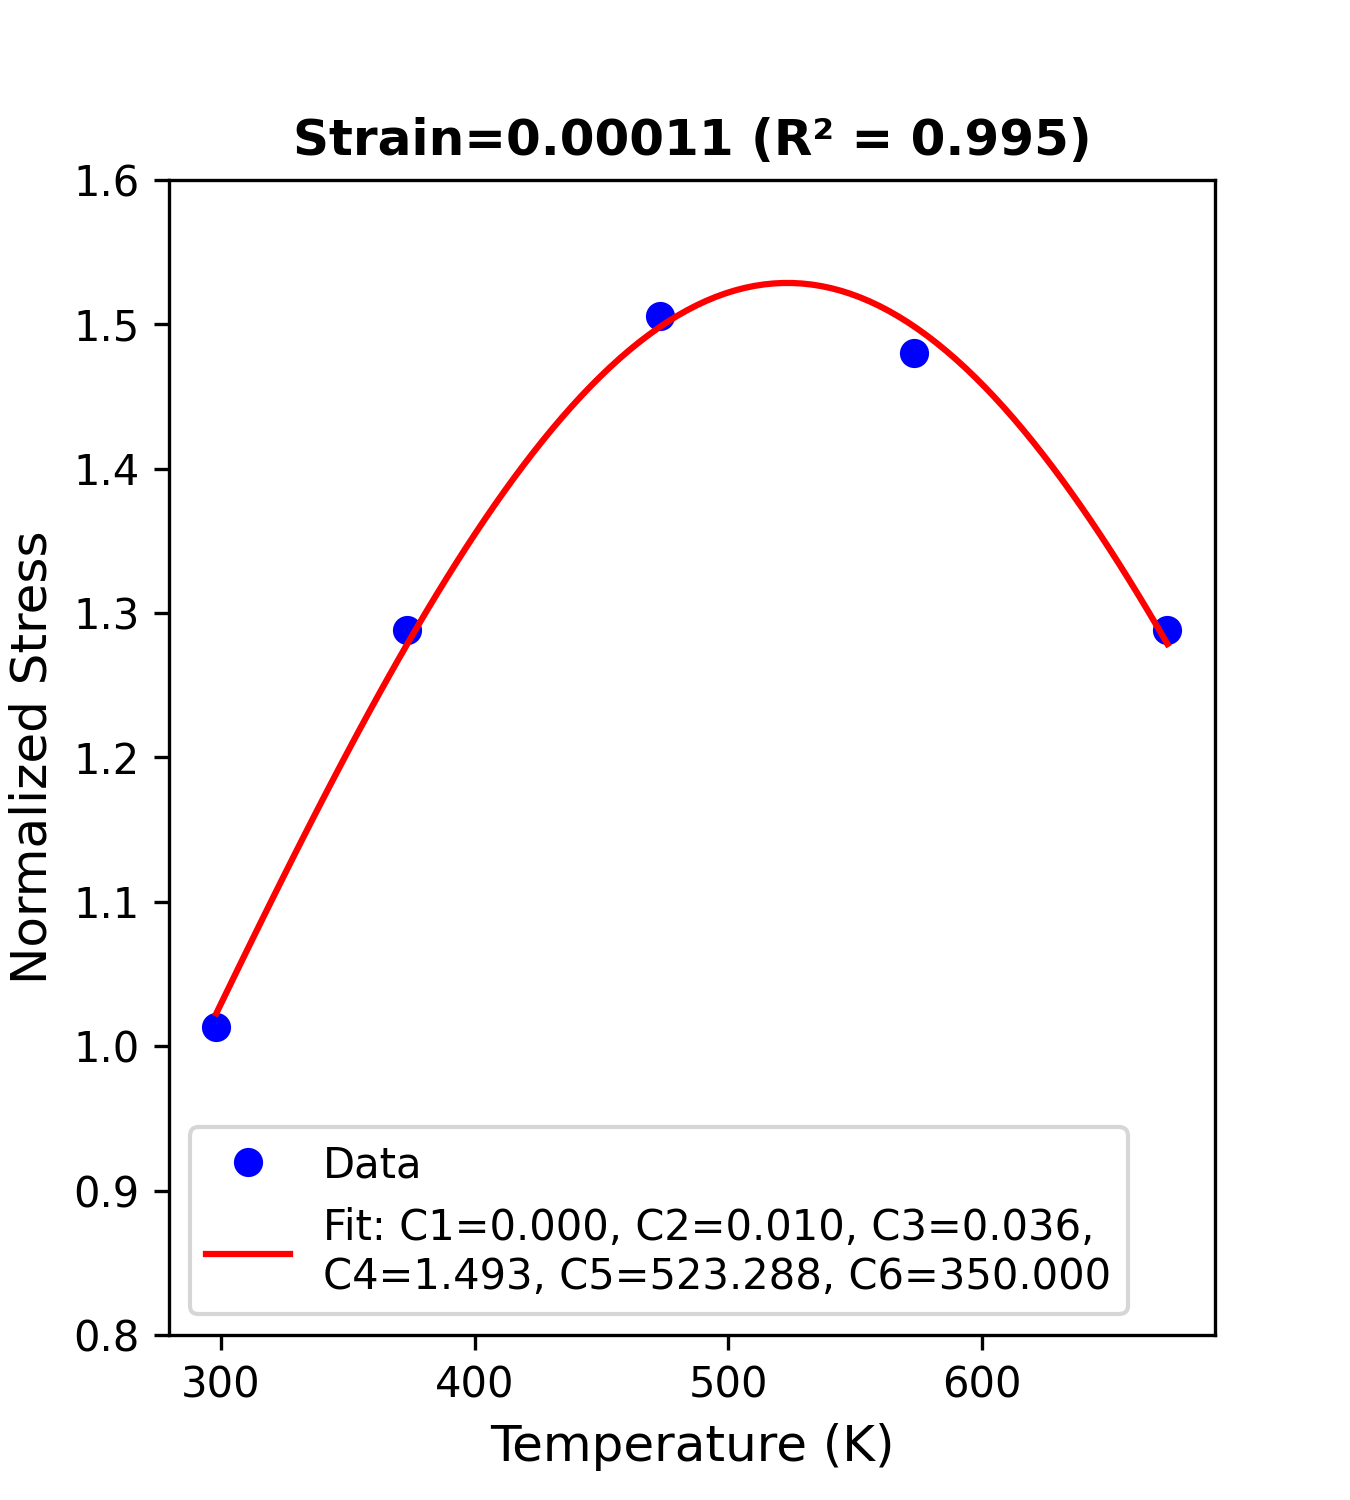 Strain=0.00011 (R² = 0.995)
1.6
1.5
1.4
1.3
1.2
1.1
1.0
0.9
0.8
Normalized Stress
Data
Fit: C1=0.000, C2=0.010, C3=0.036,
C4=1.493, C5=523.288, C6=350.000
300 400 500 600
Temperature (K)